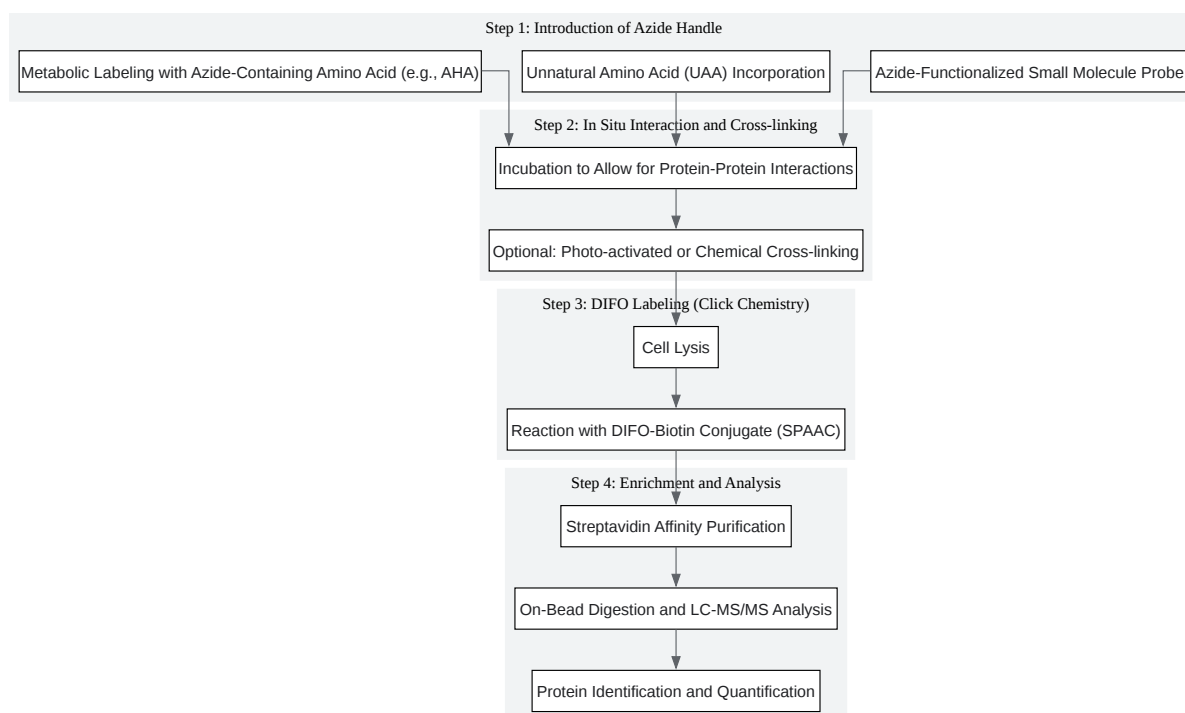 Step 1: Introduction of Azide Handle
Metabolic Labeling with Azide-Containing Amino Acid (e.g., AHA)
Unnatural Amino Acid (UAA) Incorporation
Azide-Functionalized Small Molecule Probe
Step 2: In Situ Interaction and Cross-linking
Incubation to Allow for Protein-Protein Interactions
Optional: Photo-activated or Chemical Cross-linking
Step 3: DIFO Labeling (Click Chemistry)
Cell Lysis
Reaction with DIFO-Biotin Conjugate (SPAAC)
Step 4: Enrichment and Analysis
Streptavidin Affinity Purification
On-Bead Digestion and LC-MS/MS Analysis
Protein Identification and Quantification